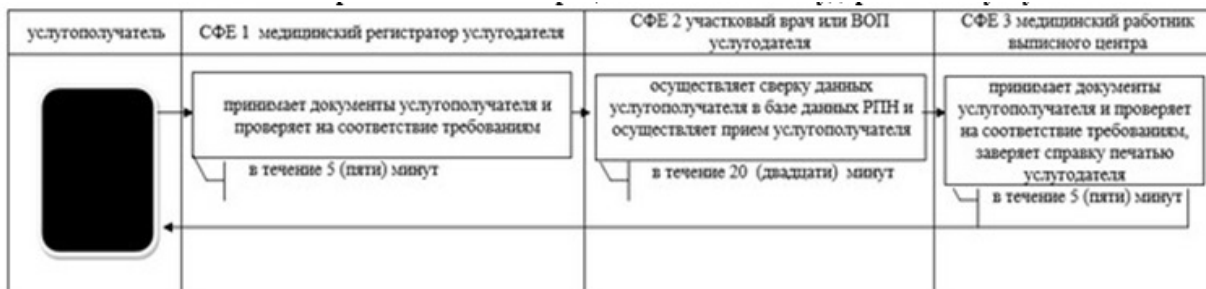 услугополучатель
СФЕ 1 медицинский регистратор услугодателя
СФЕ 2 участковый врач или ВОП
услугодателя
СФЕ 3 медицинский работник
выписного центра
принимает документы услугополучателя и
проверяет на соответствие требованиям
в течение 5 (пяти) минут
осуществляет сверку данных
услугополучателя в базе данных РПН и
осуществляет прием услугополучателя
в течение 20 (двадцати) минут
принимает документы
услугополучателя и проверяет
на соответствие требованиям,
заверяет справку печатью
услугодателя
в течение 5 (пяти) минут